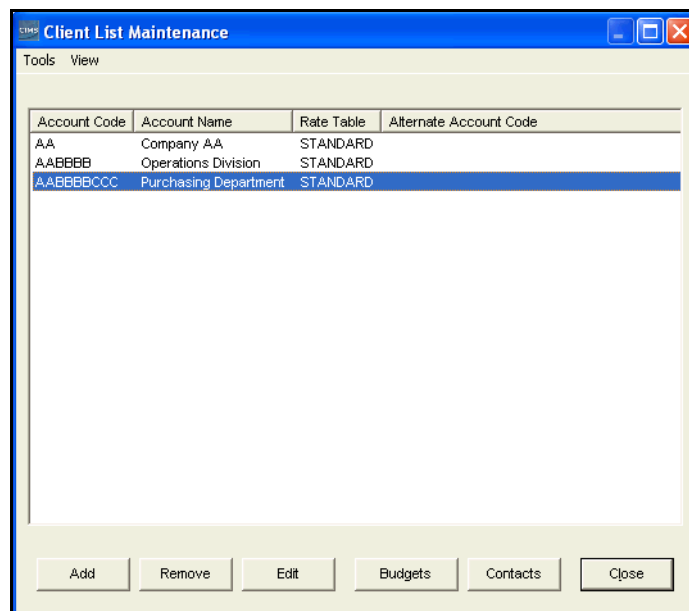 CIMS Client List Maintenance
Tools View
Account Code Account Name Rate Table Alternate Account Code
AA Company AA STANDARD
AABBBB Operations Division STANDARD
AABBBBCCC Purchasing Department STANDARD
Add Remove Edit Budgets Contacts Close